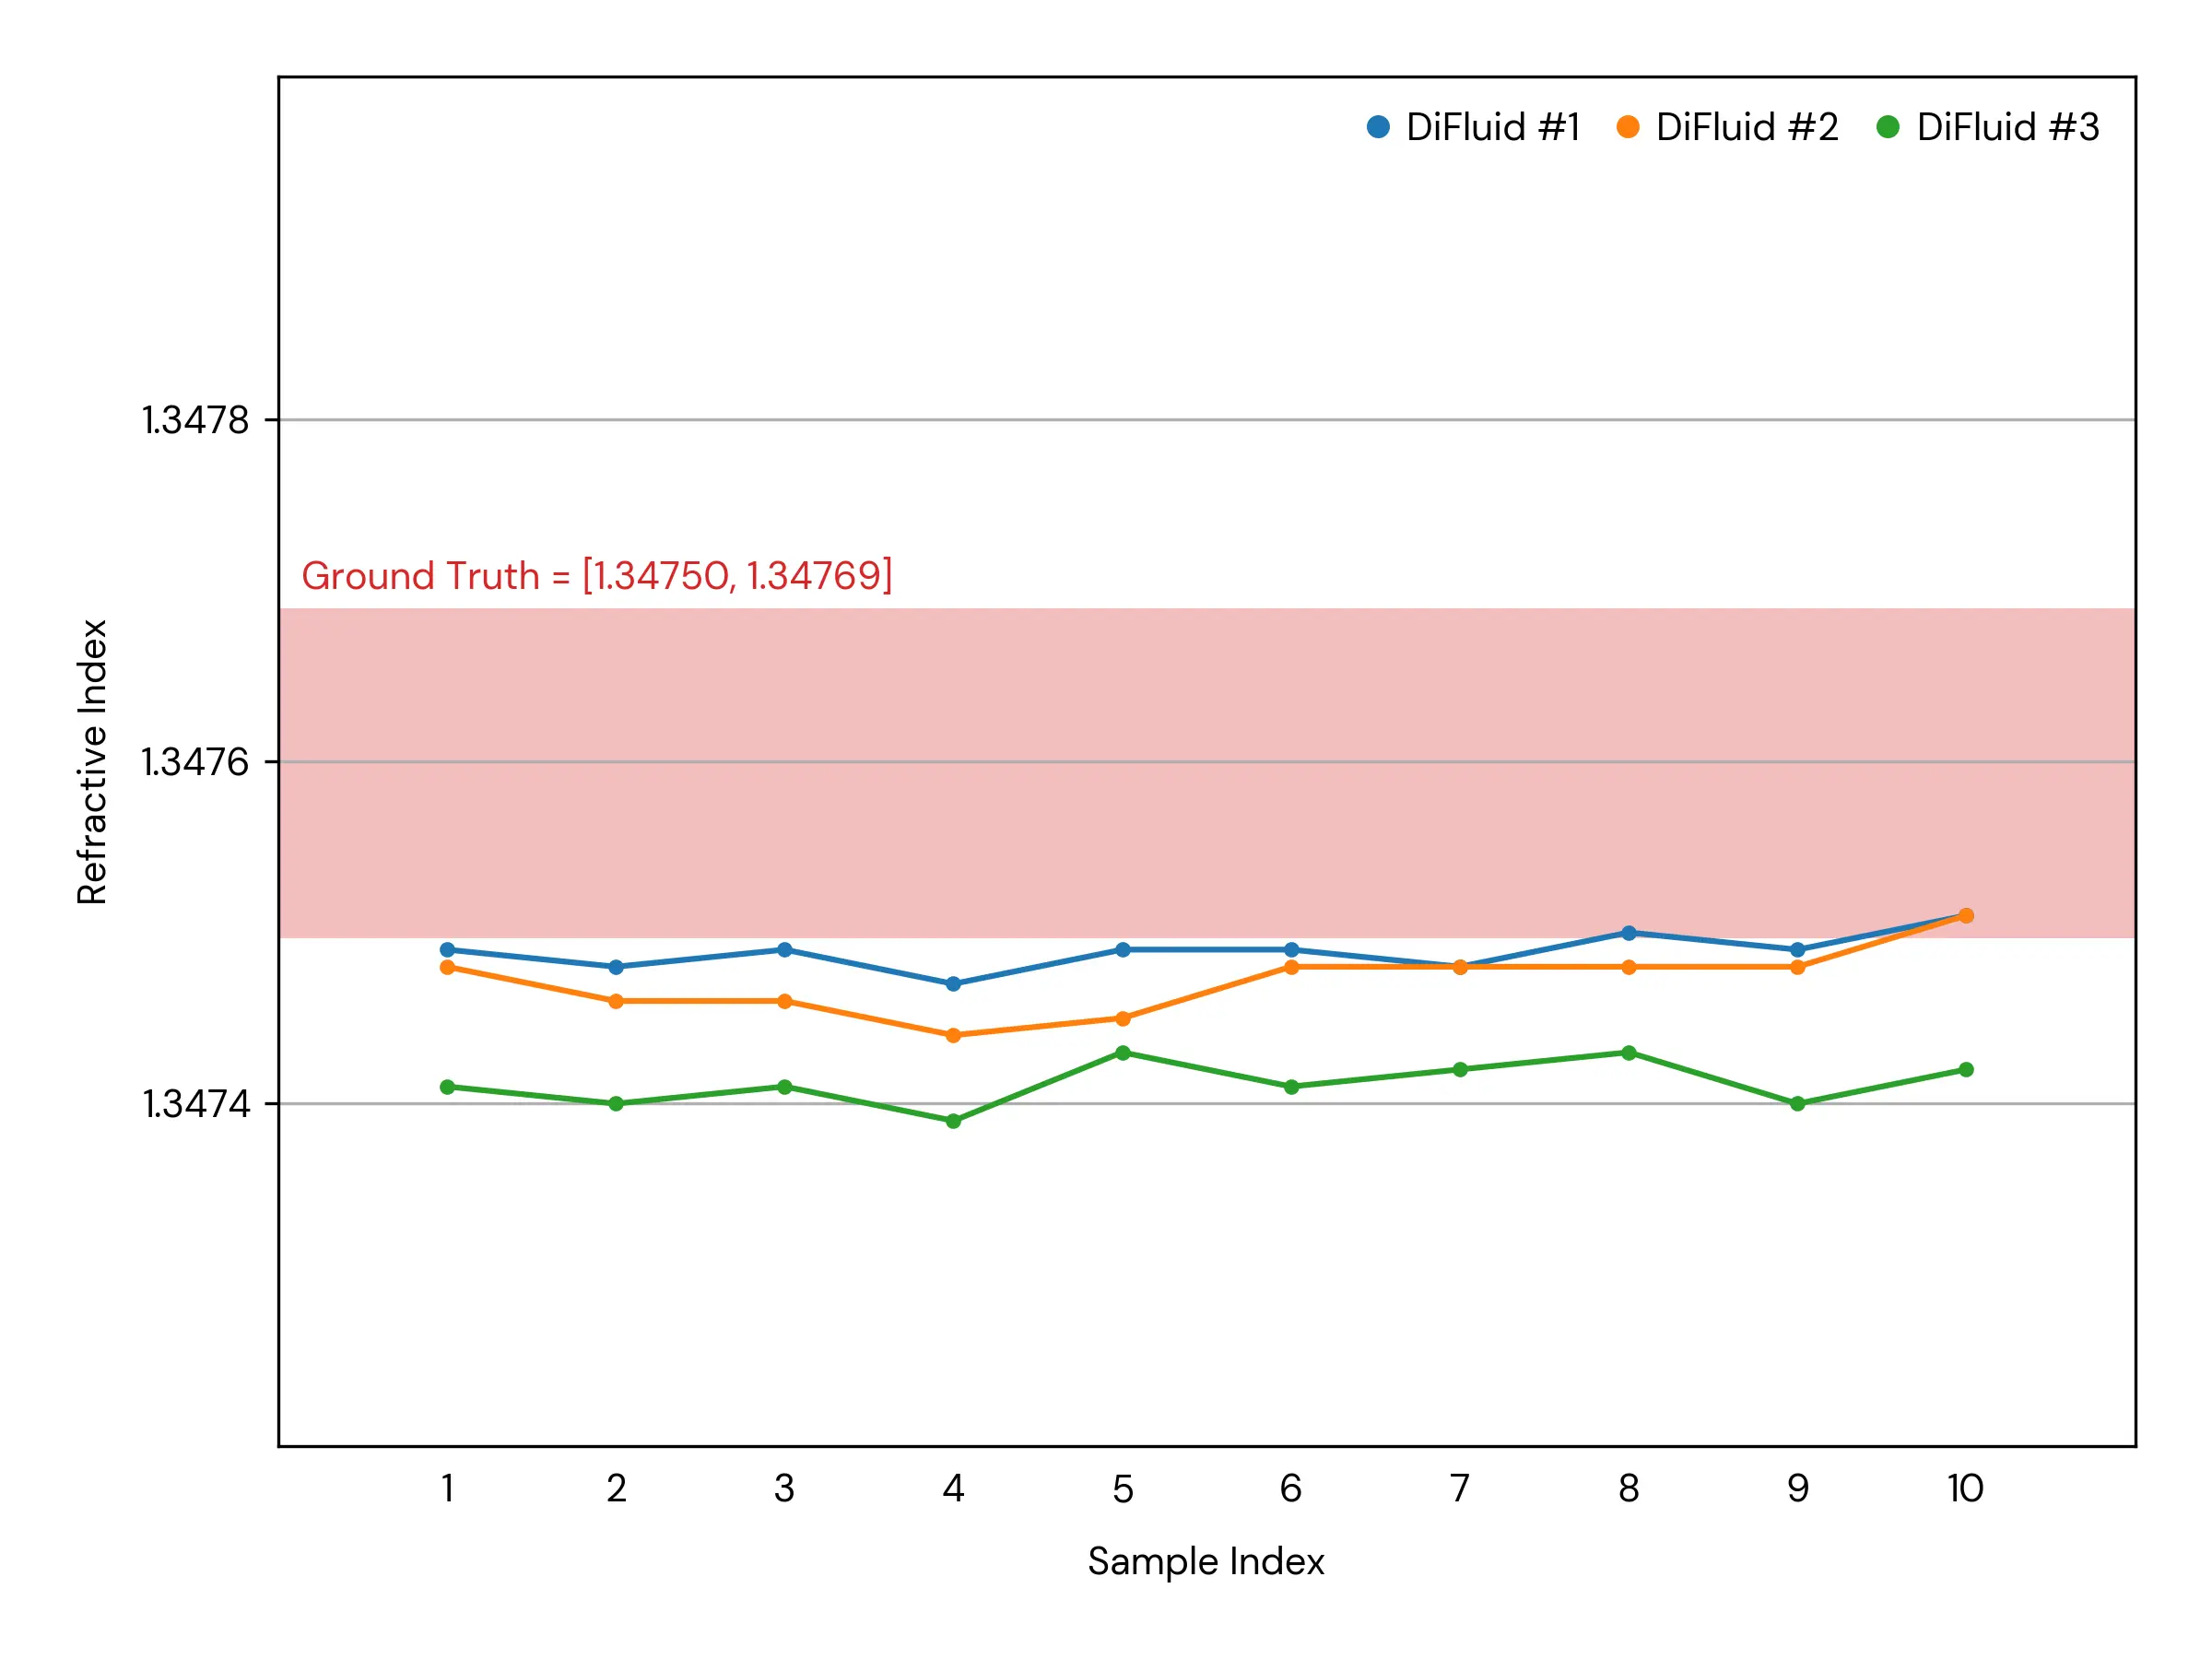 DiFluid #1 DiFluid #2 DiFluid #3
1.3478
Ground Truth = [1.34750, 1.34769]
Refractive Index
1.3476
1.3474
1 2 3 4 5 6 7 8 9 10
Sample Index